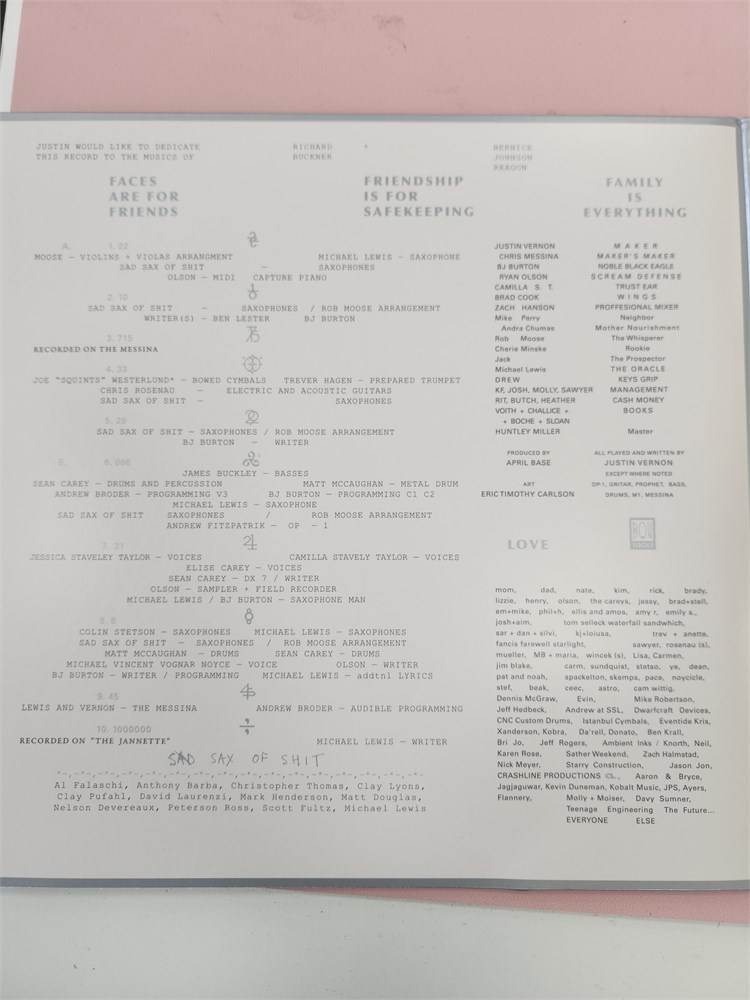 JUSTIN WOULD LIKE TO DEDICATE RICHARD + BERNICE
THIS RECORD TO THE MUSICS OF BUCKNER JOHNSON
REAGON
FACES
ARE FOR
FRIENDS
FRIENDSHIP
IS FOR
SAFEKEEPING
FAMILY
IS
EVERYTHING
A. 1. 22
MOOSE - VIOLINS + VIOLAS ARRANGMENT MICHAEL LEWIS - SAXOPHONE
SAD SAX OF SHIT - SAXOPHONES
OLSON - MIDI CAPTURE PIANO
2. 10
SAD SAX OF SHIT - SAXOPHONES / ROB MOOSE ARRANGEMENT
WRITER(S) - BEN LESTER BJ BURTON
3. 715
RECORDED ON THE MESSINA
4. 33
JOE "SQUINTS" WESTERLUND* - BOWED CYMBALS TREVER HAGEN - PREPARED TRUMPET
CHRIS ROSENAU - ELECTRIC AND ACOUSTIC GUITARS
SAD SAX OF SHIT - SAXOPHONES
5. 29
SAD SAX OF SHIT - SAXOPHONES / ROB MOOSE ARRANGEMENT
BJ BURTON - WRITER
B. 6. 666
JAMES BUCKLEY - BASSES
SEAN CAREY - DRUMS AND PERCUSSION MATT MCCAUGHAN - METAL DRUM
ANDREW BRODER - PROGRAMMING V3 BJ BURTON - PROGRAMMING C1 C2
MICHAEL LEWIS - SAXOPHONE
SAD SAX OF SHIT SAXOPHONES / ROB MOOSE ARRANGEMENT
ANDREW FITZPATRIK - OP - 1
7. 21
JESSICA STAVELEY TAYLOR - VOICES CAMILLA STAVELY TAYLOR - VOICES
ELISE CAREY - VOICES
SEAN CAREY - DX 7 / WRITER
OLSON - SAMPLER + FIELD RECORDER
MICHAEL LEWIS / BJ BURTON - SAXOPHONE MAN
8. 8
COLIN STETSON - SAXOPHONES MICHAEL LEWIS - SAXOPHONES
SAD SAX OF SHIT - SAXOPHONES / ROB MOOSE ARRANGEMENT
MATT MCCAUGHAN - DRUMS SEAN CAREY - DRUMS
MICHAEL VINCENT VOGNAR NOYCE - VOICE OLSON - WRITER
BJ BURTON - WRITER / PROGRAMMING MICHAEL LEWIS - addtnl LYRICS
9. 45
LEWIS AND VERNON - THE MESSINA ANDREW BRODER - AUDIBLE PROGRAMMING
10. 1000000
RECORDED ON "THE JANNETTE" MICHAEL LEWIS - WRITER
SAD SAX OF SHIT
Al Falaschi, Anthony Barba, Christopher Thomas, Clay Lyons,
Clay Pufahl, David Laurenzi, Mark Henderson, Matt Douglas,
Nelson Devereaux, Peterson Ross, Scott Fultz, Michael Lewis
JUSTIN VERNON MAKER
CHRIS MESSINA MAKER'S MAKER
BJ BURTON NOBLE BLACK EAGLE
RYAN OLSON SCREAM DEFENSE
CAMILLA S. T. TRUST EAR
BRAD COOK WINGS
ZACH HANSON PROFFESIONAL MIXER
Mike Perry Neighbor
Andra Chumas Mother Nourishment
Rob Moose The Whisperer
Cherie Minske Rookie
Jack The Prospector
Michael Lewis THE ORACLE
DREW KEYS GRIP
KF, JOSH, MOLLY, SAWYER MANAGEMENT
RIT, BUTCH, HEATHER CASH MONEY
VOITH + CHALLICE + BOOKS
+ BOCHE + SLOAN
HUNTLEY MILLER Master
PRODUCED BY
APRIL BASE
ART
ERIC TIMOTHY CARLSON
ALL PLAYED AND WRITTEN BY
JUSTIN VERNON
EXCEPT WHERE NOTED
OP-1, GRITAR, PROPHET, BASS,
DRUMS, M1, MESSINA
LOVE
BON
mom, dad, nate, kim, rick, brady,
lizzie, henry, olson, the careys, jessy, brad+stell,
em+mike, phil+h, ellis and amos, amy r, emily s.,
josh+aim, tom selleck waterfall sandwhich,
sar + dan + silvi, kj+loiusa, trev + anette,
fancis farewell starlight, sawyer, rosenau (s),
mueller, MB + maria, wincek (s), Lisa, Carmen,
jim blake, carm, sundquist, stetso, ye, dean,
pat and noah, spackelton, skemps, pace, noycicle,
stef, beak, ceec, astro, cam wittig,
Dennis McGraw, Evin, Mike Robertson,
Jeff Hedbeck, Andrew at SSL, Dwarfcraft Devices,
CNC Custom Drums, Istanbul Cymbals, Eventide Kris,
Xanderson, Kobra, Da'rell, Donato, Ben Krall,
Bri Jo, Jeff Rogers, Ambient Inks / Knorth, Neil,
Karen Rose, Sather Weekend, Zach Halmstad,
Nick Meyer, Starry Construction, Jason Jon,
CRASHLINE PRODUCTIONS CL, Aaron & Bryce,
Jagjaguwar, Kevin Duneman, Kobalt Music, JPS, Ayers,
Flannery, Molly + Moiser, Davy Sumner,
Teenage Engineering The Future...
EVERYONE ELSE